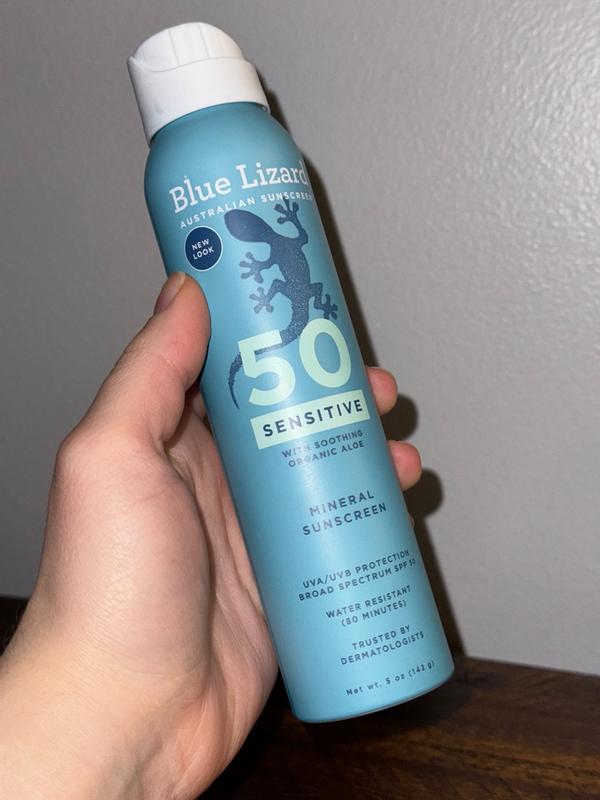 Blue Lizard
AUSTRALIAN SUNSCREEN
NEW
LOOK
50
SENSITIVE
WITH SOOTHING
ORGANIC ALOE
MINERAL
SUNSCREEN
UVA/UVB PROTECTION
BROAD SPECTRUM SPF 50
WATER RESISTANT
(80 MINUTES)
TRUSTED BY
DERMATOLOGISTS
Net wt. 5 oz (142 g)